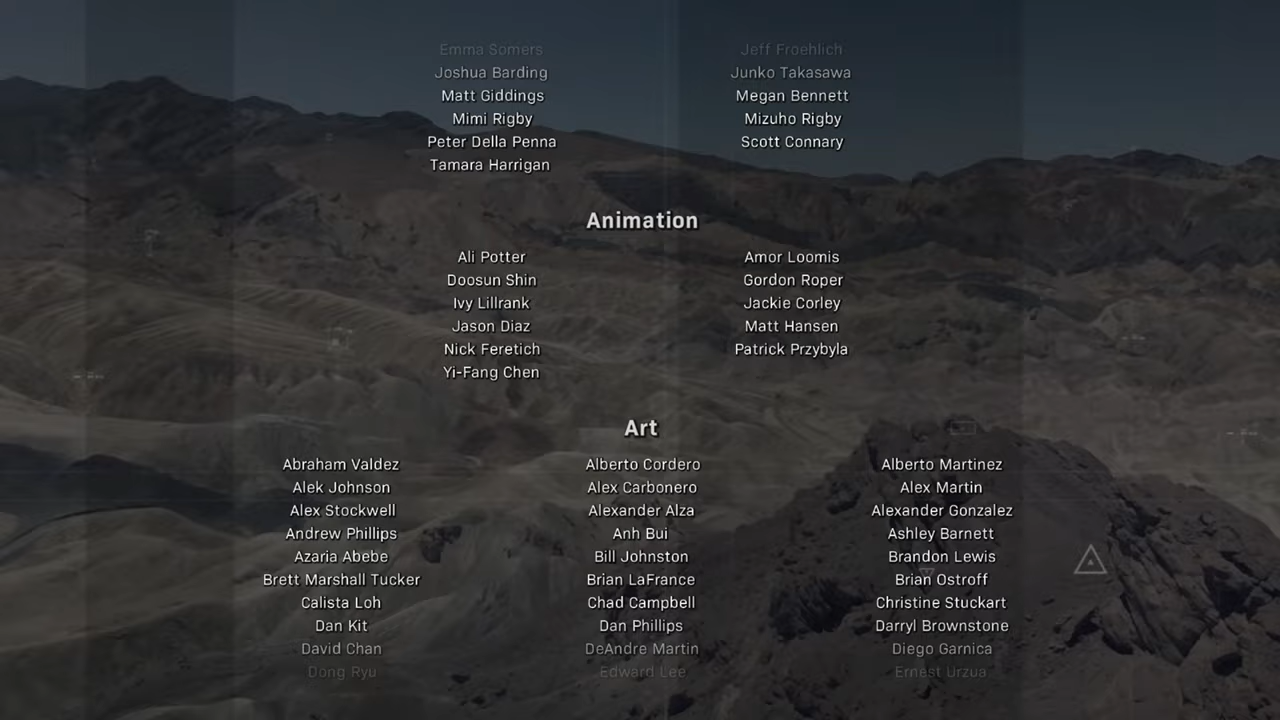 Emma Somers Jeff Froehlich
Joshua Barding Junko Takasawa
Matt Giddings Megan Bennett
Mimi Rigby Mizuho Rigby
Peter Della Penna Scott Connary
Tamara Harrigan
Animation
Ali Potter Amor Loomis
Doosun Shin Gordon Roper
Ivy Lillrank Jackie Corley
Jason Diaz Matt Hansen
Nick Feretich Patrick Przybyla
Yi-Fang Chen
Art
Abraham Valdez Alberto Cordero Alberto Martinez
Alek Johnson Alex Carbonero Alex Martin
Alex Stockwell Alexander Alza Alexander Gonzalez
Andrew Phillips Anh Bui Ashley Barnett
Azaria Abebe Bill Johnston Brandon Lewis
Brett Marshall Tucker Brian LaFrance Brian Ostroff
Calista Loh Chad Campbell Christine Stuckart
Dan Kit Dan Phillips Darryl Brownstone
David Chan DeAndre Martin Diego Garnica
Dong Ryu Edward Lee Ernest Urzua